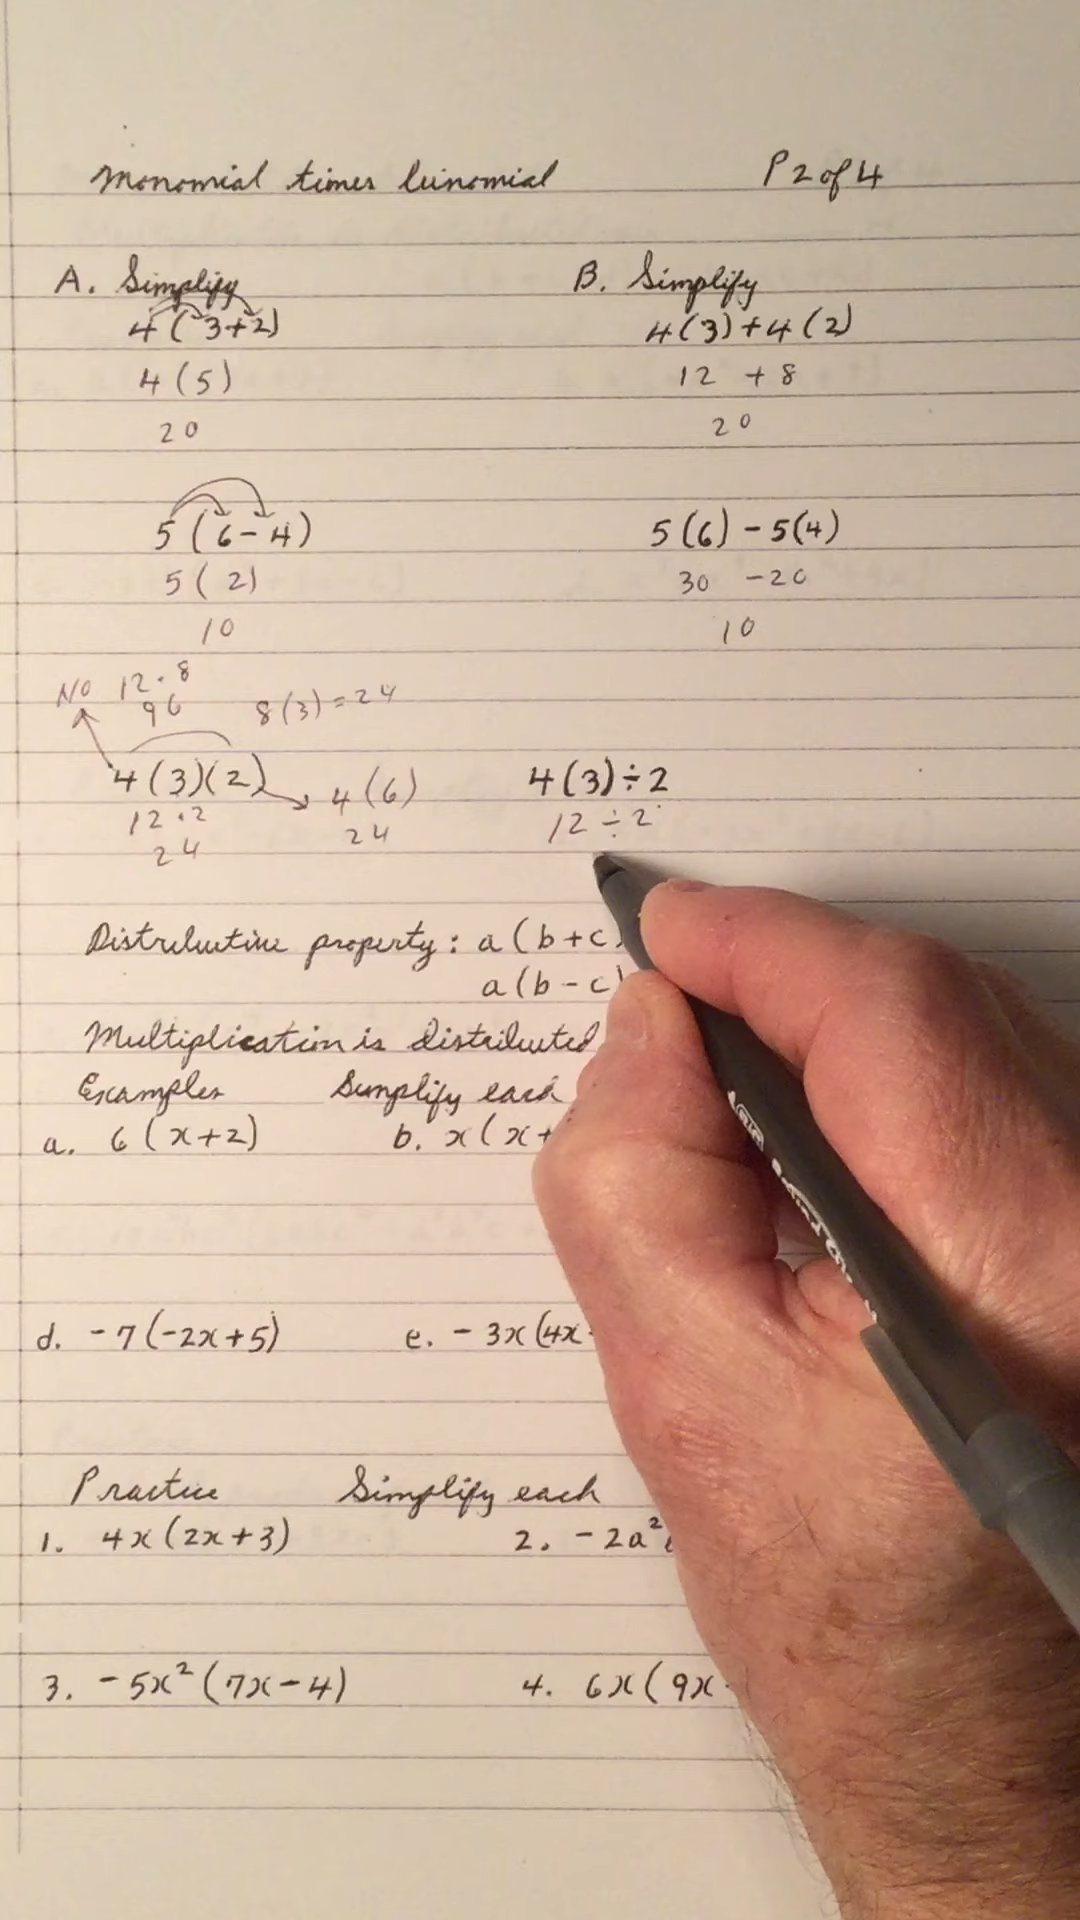 Monomial times binomial P 2 of 4
A. Simplify B. Simplify
4(3+2) 4(3)+4(2)
4(5) 12 + 8
20 20
5(6-4) 5(6)-5(4)
5(2) 30 -20
10 10
NO 12·8
96 8(3)=24
4(3)(2) 4(6) 4(3)÷2
12·2 24 12÷2
24
Distributive property: a(b+c)
a(b-c)
Multiplication is distributed
Examples Simplify each
a. 6(x+2) b. x(x+
d. -7(-2x+5) e. -3x(4x
Practice Simplify each
1. 4x(2x+3) 2. -2a²
3. -5x²(7x-4) 4. 6x(9x-